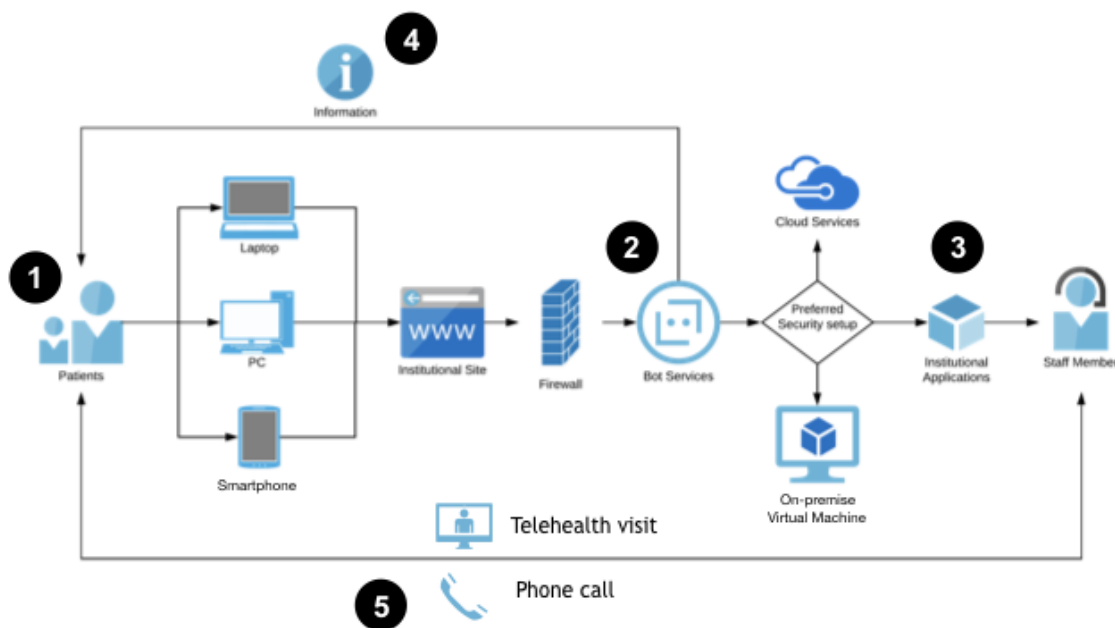 4
Information
Cloud Services
Laptop
1
2
3
Preferred
Security setup
www
Patients
PC
Institutional Site
Firewall
Bot Services
Institutional
Applications
Staff Member
Smartphone
On-premise
Virtual Machine
Telehealth visit
Phone call
5